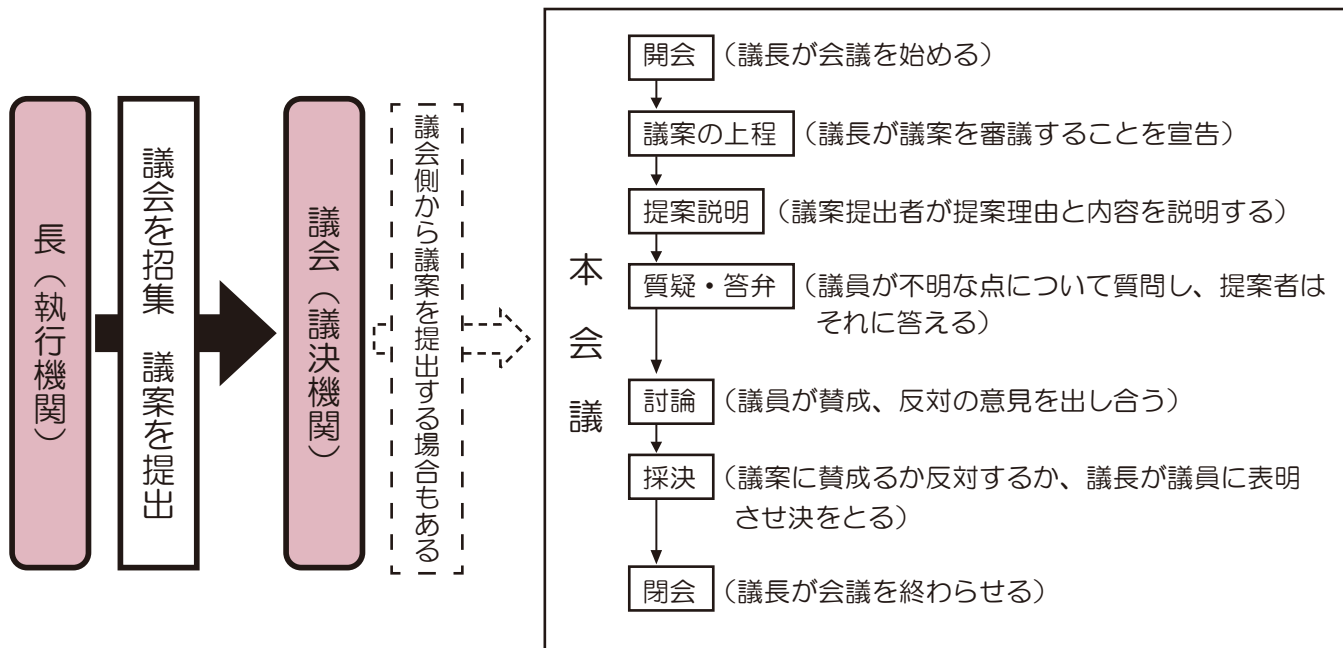 長（執行機関）
議会を招集　議案を提出
議会（議決機関）
議会側から議案を提出する場合もある
本会議
開会（議長が会議を始める）
議案の上程（議長が議案を審議することを宣告）
提案説明（議案提出者が提案理由と内容を説明する）
質疑・答弁（議員が不明な点について質問し、提案者は
それに答える）
討論（議員が賛成、反対の意見を出し合う）
採決（議案に賛成るか反対するか、議長が議員に表明
させ決をとる）
閉会（議長が会議を終わらせる）